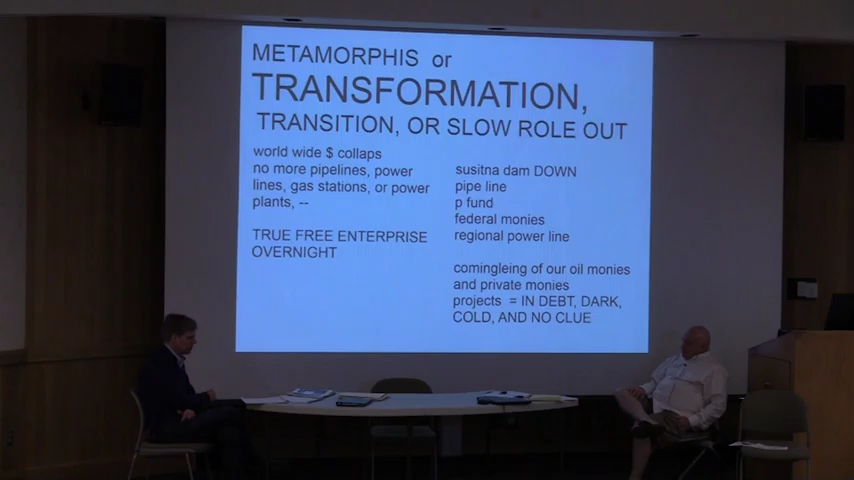 METAMORPHIS or
TRANSFORMATION,
TRANSITION, OR SLOW ROLE OUT
world wide $ collaps
no more pipelines, power
lines, gas stations, or power
plants, --
TRUE FREE ENTERPRISE
OVERNIGHT
susitna dam DOWN
pipe line
p fund
federal monies
regional power line
comingleing of our oil monies
and private monies
projects = IN DEBT, DARK,
COLD, AND NO CLUE